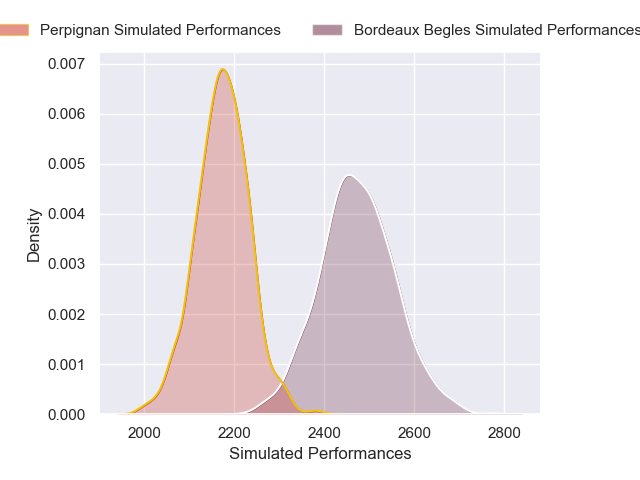 Perpignan Simulated Performances
Bordeaux Begles Simulated Performances
0.007
0.006
0.005
0.004
0.003
0.002
0.001
0.000
Density
2000 2200 2400 2600 2800
Simulated Performances